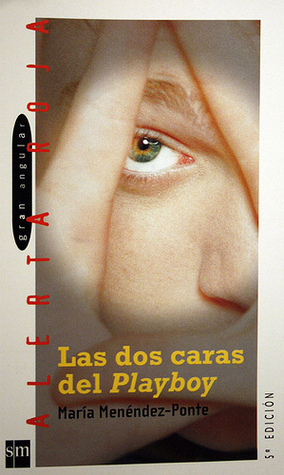 ALERTA ROJA
gran angular
Las dos caras
del Playboy
María Menéndez-Ponte
5ª EDICIÓN
sm